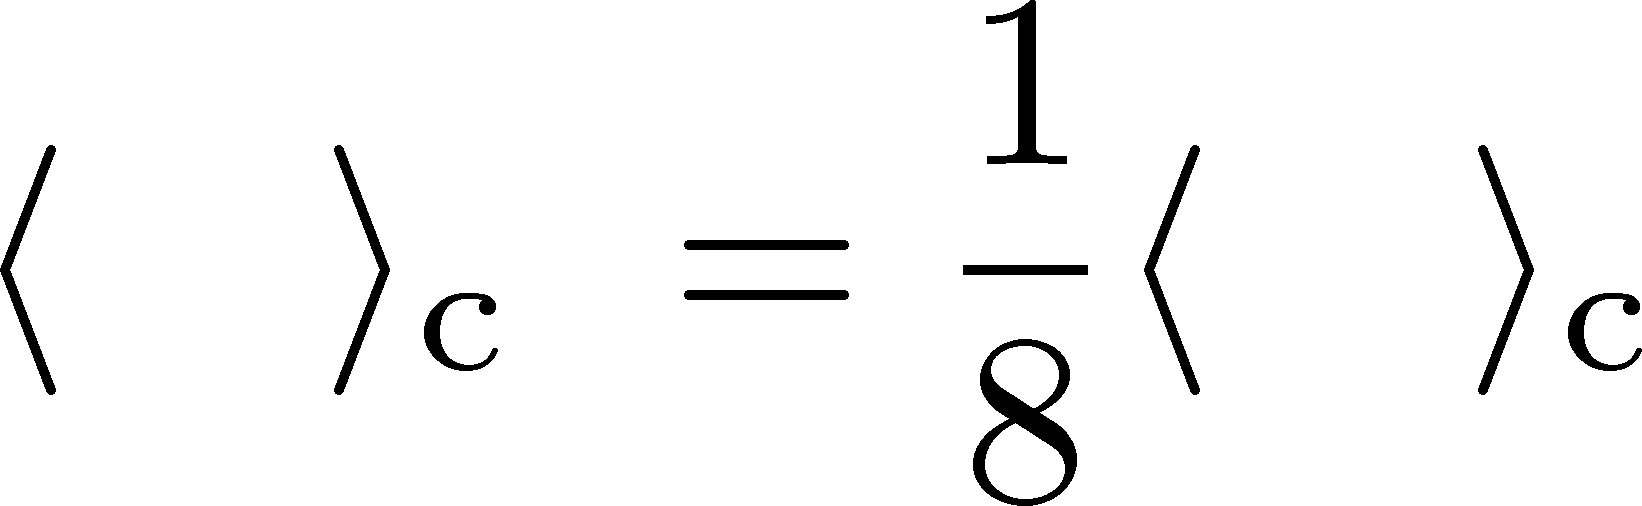 ⟨ ⟩c = 1/8 ⟨ ⟩c